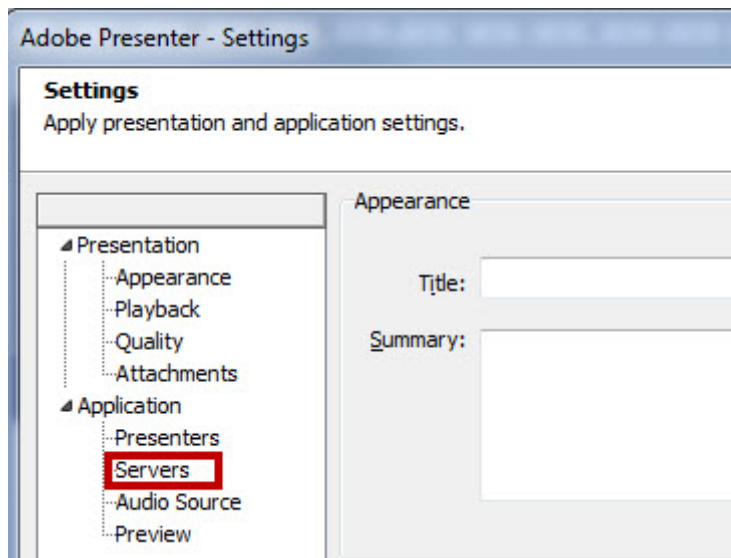 Adobe Presenter - Settings
Settings
Apply presentation and application settings.
Presentation
Appearance
Playback
Quality
Attachments
Application
Presenters
Servers
Audio Source
Preview
Appearance
Title:
Summary: